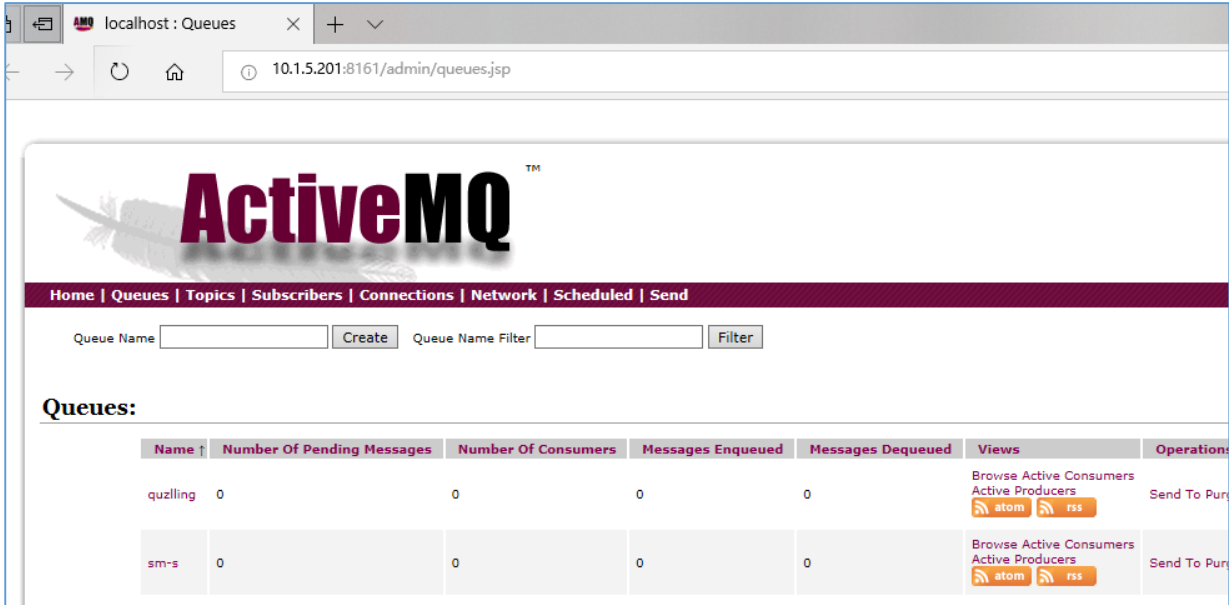 AMQ localhost : Queues
10.1.5.201:8161/admin/queues.jsp
ActiveMQ ™
Home | Queues | Topics | Subscribers | Connections | Network | Scheduled | Send
Queue Name Create Queue Name Filter Filter
Queues:
Name ↑ Number Of Pending Messages Number Of Consumers Messages Enqueued Messages Dequeued Views Operations
Browse Active Consumers
quzlling 0 0 0 0 Active Producers Send To Pur
atom rss
Browse Active Consumers
sm-s 0 0 0 0 Active Producers Send To Pur
atom rss